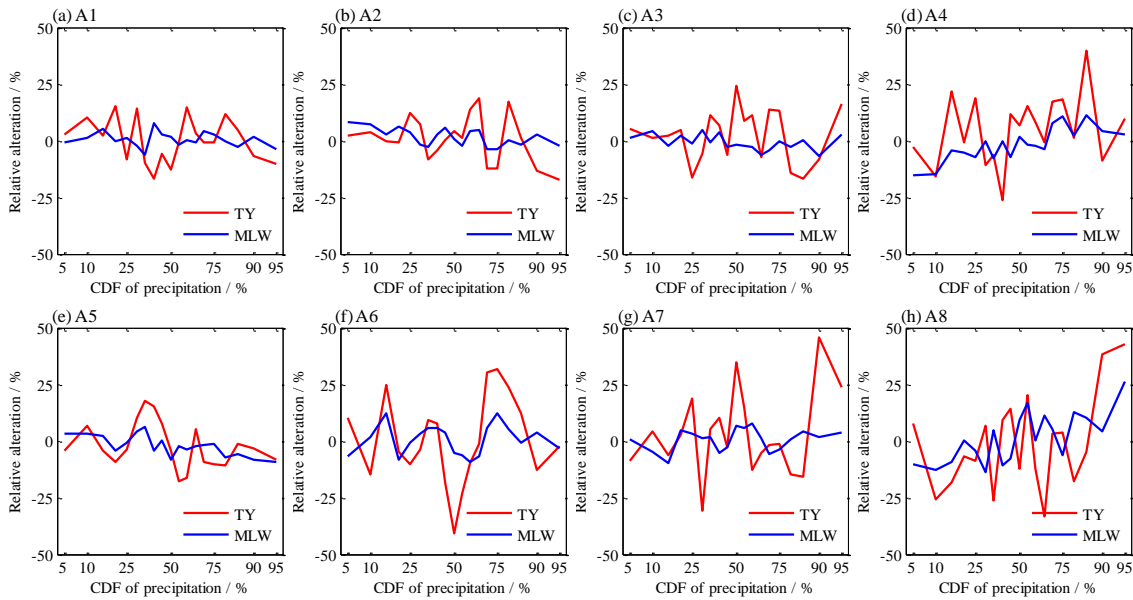 (a) A1
50
25
0
-25
-50
Relative alteration / %
TY
MLW
5 10 25 50 75 90 95
CDF of precipitation / %
(b) A2
50
25
0
-25
-50
Relative alteration / %
TY
MLW
5 10 25 50 75 90 95
CDF of precipitation / %
(c) A3
50
25
0
-25
-50
Relative alteration / %
TY
MLW
5 10 25 50 75 90 95
CDF of precipitation / %
(d) A4
50
25
0
-25
-50
Relative alteration / %
TY
MLW
5 10 25 50 75 90 95
CDF of precipitation / %
(e) A5
50
25
0
-25
-50
Relative alteration / %
TY
MLW
5 10 25 50 75 90 95
CDF of precipitation / %
(f) A6
50
25
0
-25
-50
Relative alteration / %
TY
MLW
5 10 25 50 75 90 95
CDF of precipitation / %
(g) A7
50
25
0
-25
-50
Relative alteration / %
TY
MLW
5 10 25 50 75 90 95
CDF of precipitation / %
(h) A8
50
25
0
-25
-50
Relative alteration / %
TY
MLW
5 10 25 50 75 90 95
CDF of precipitation / %